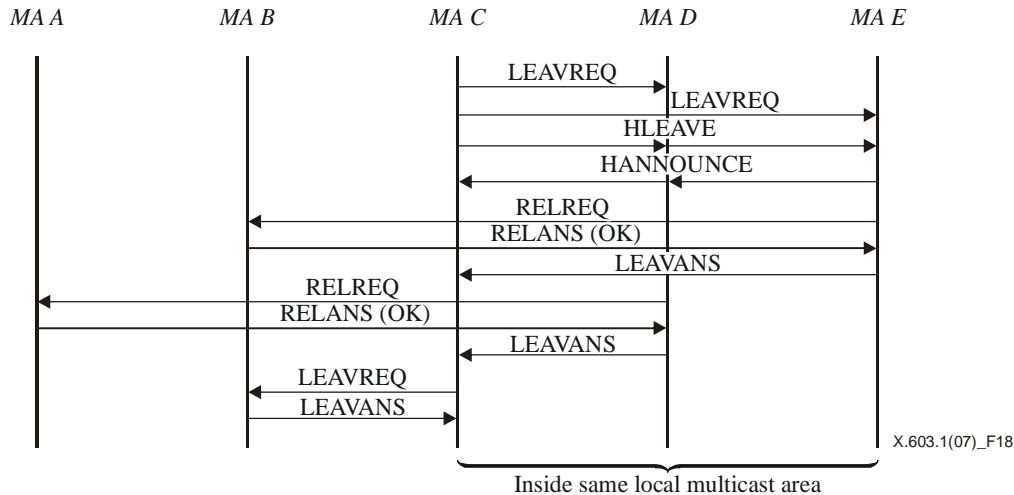 MA A MA B MA C MA D MA E
LEAVREQ
LEAVREQ
HLEAVE
HANNOUNCE
RELREQ
RELANS (OK)
LEAVANS
RELREQ
RELANS (OK)
LEAVANS
LEAVREQ
LEAVANS
X.603.1(07)_F18
Inside same local multicast area